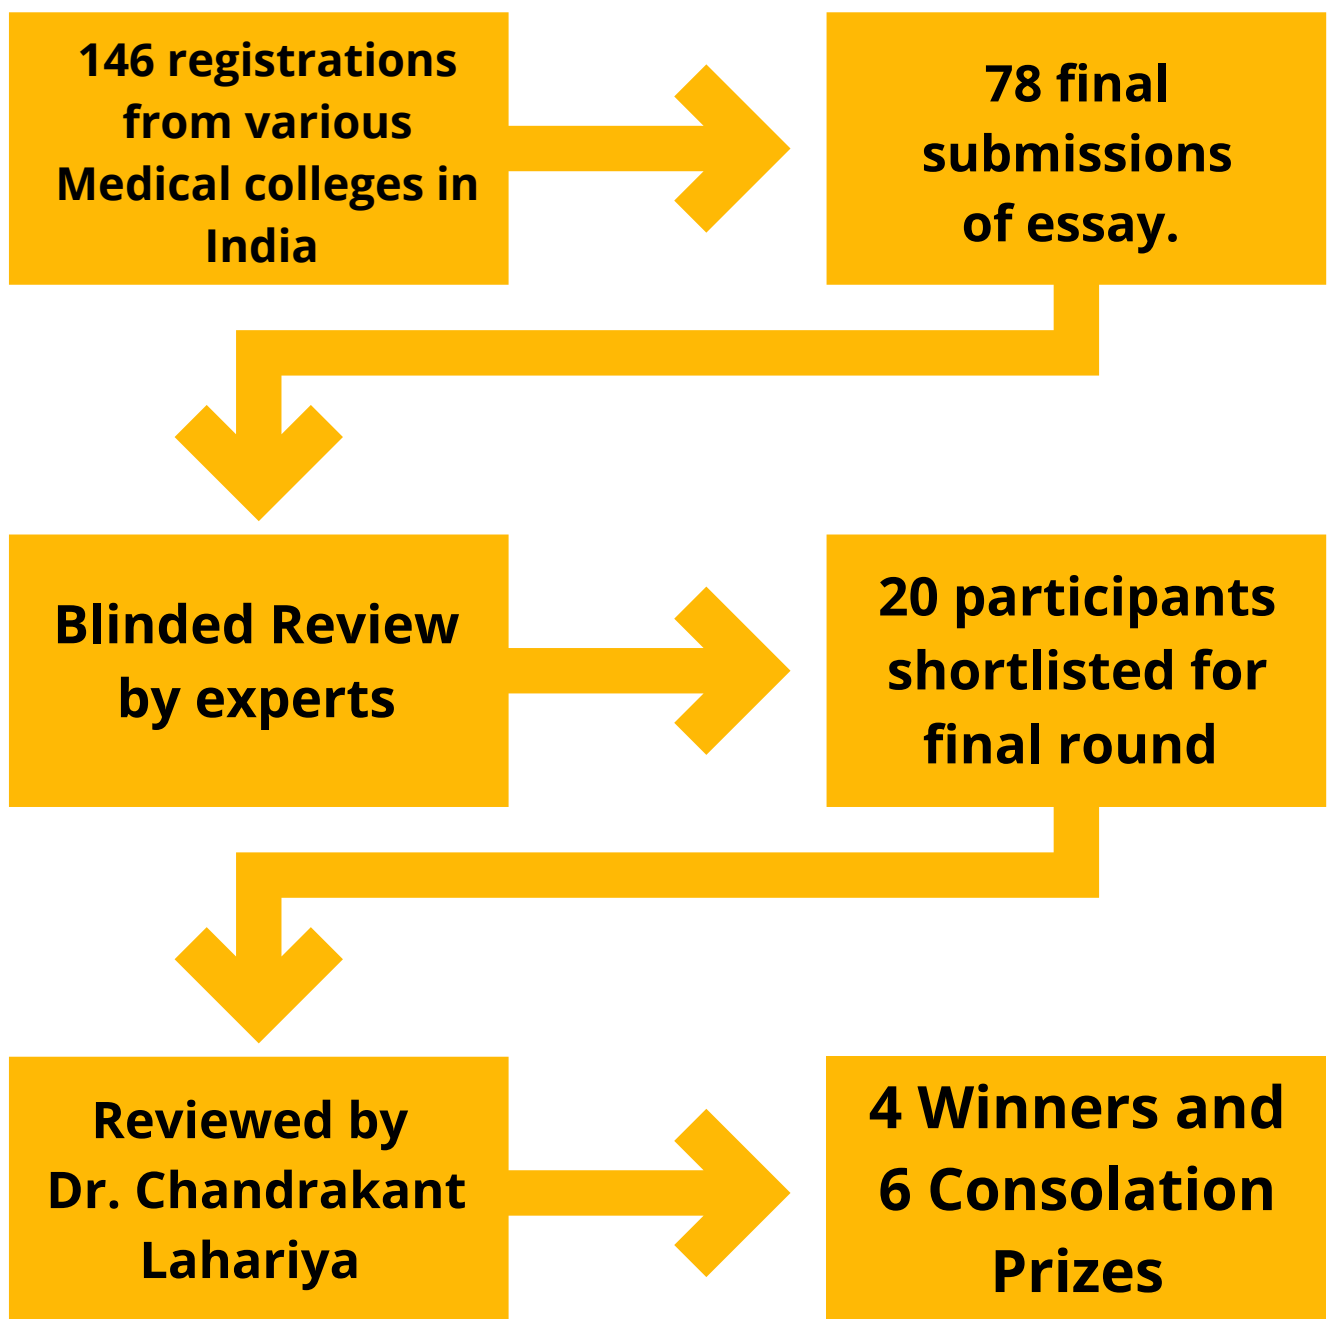 146 registrations
from various
Medical colleges in
India
78 final
submissions
of essay.
Blinded Review
by experts
20 participants
shortlisted for
final round
Reviewed by
Dr. Chandrakant
Lahariya
4 Winners and
6 Consolation
Prizes